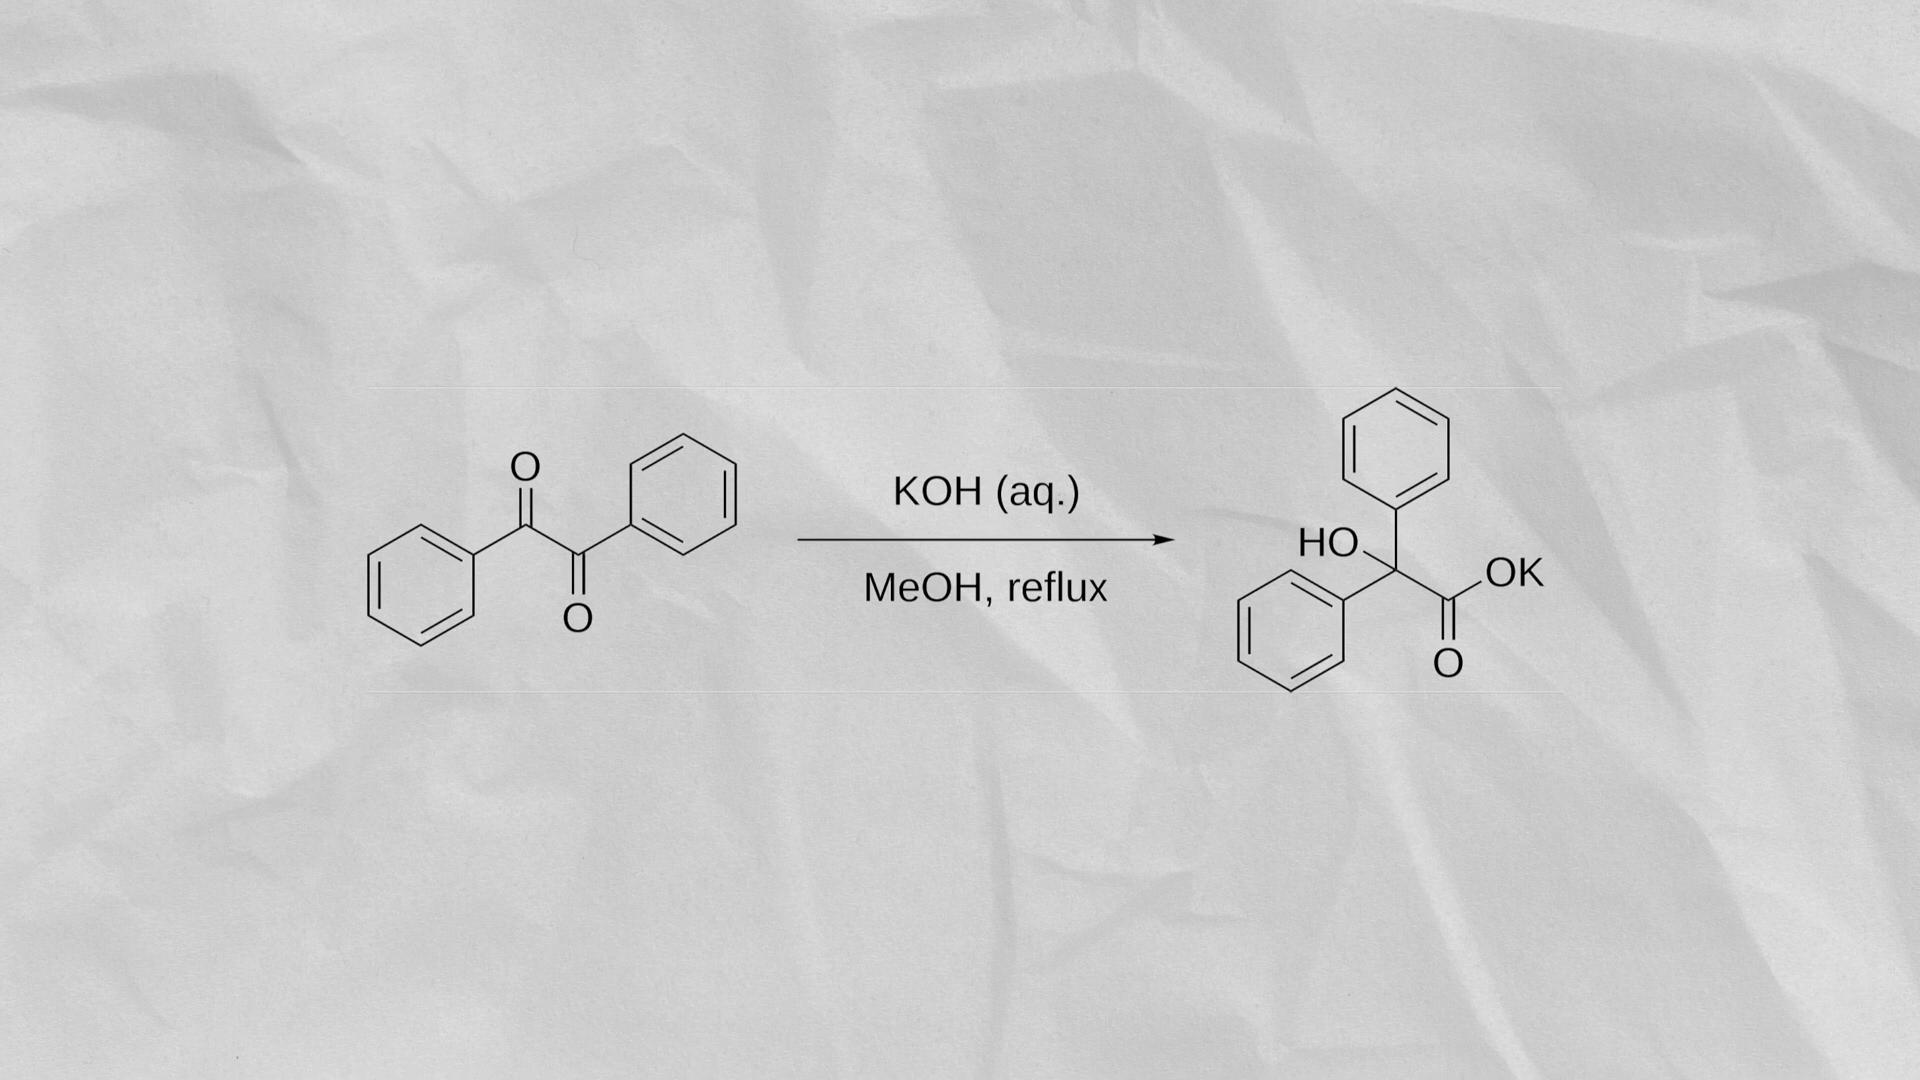 O
O
KOH (aq.)
MeOH, reflux
HO
OK
O